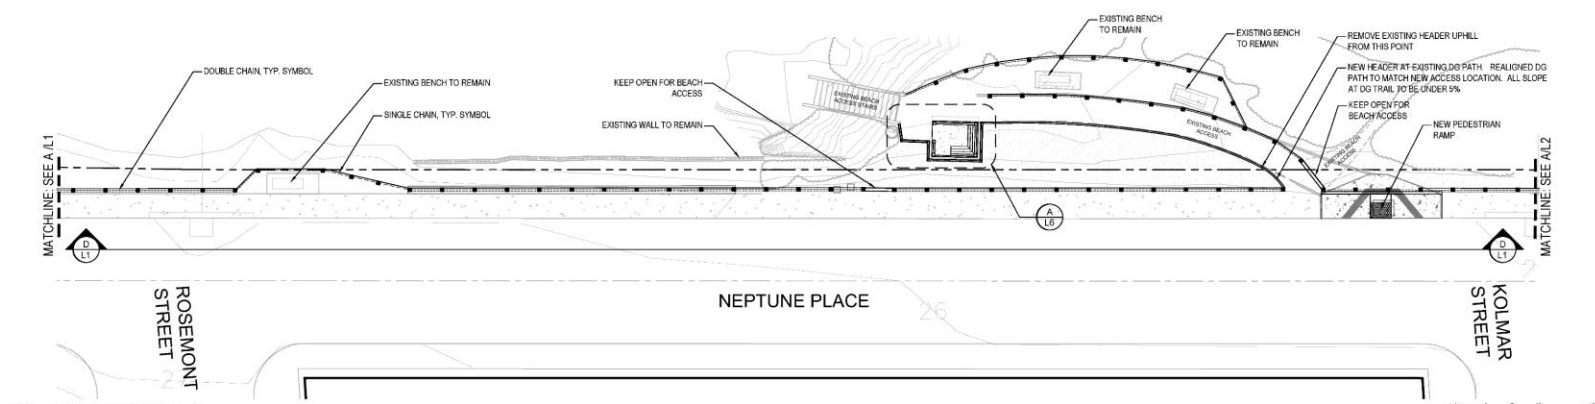 EXISTING BENCH
TO REMAIN
EXISTING BENCH
TO REMAIN
REMOVE EXISTING HEADER UPHILL
FROM THIS POINT
DOUBLE CHAIN, TYP. SYMBOL
EXISTING BENCH TO REMAIN
KEEP OPEN FOR BEACH
ACCESS
NEW HEADER AT EXISTING DG PATH. REALIGNED DG
PATH TO MATCH NEW ACCESS LOCATION. ALL SLOPE
AT DG TRAIL TO BE UNDER 5%
EXISTING BEACH
ACCESS STAIRS
SINGLE CHAIN, TYP. SYMBOL
EXISTING WALL TO REMAIN
EXISTING BEACH
ACCESS
KEEP OPEN FOR
BEACH ACCESS
NEW PEDESTRIAN
RAMP
EXISTING BEACH
ACCESS
MATCHLINE: SEE A /L1
MATCHLINE: SEE A/L2
A
L6
D
L1
D
L1
NEPTUNE PLACE
26
ROSEMONT
STREET
KOLMAR
STREET